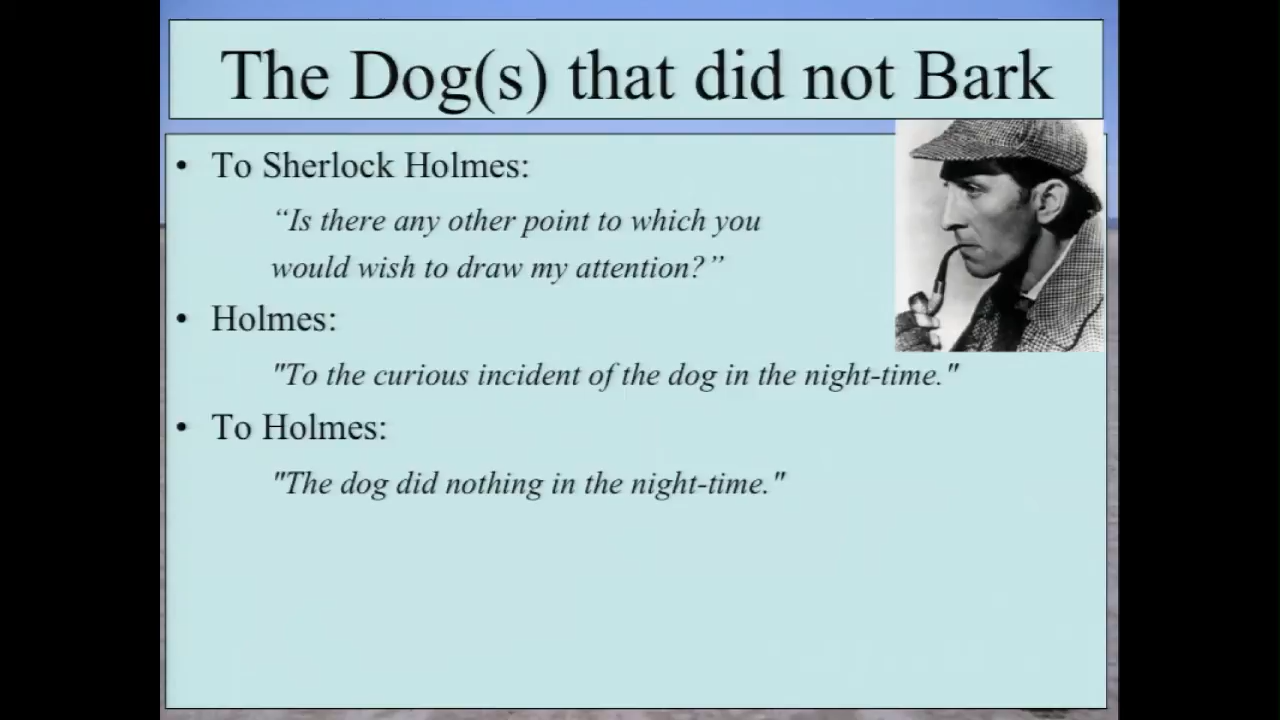 The Dog(s) that did not Bark
• To Sherlock Holmes:
“Is there any other point to which you
would wish to draw my attention?”
• Holmes:
"To the curious incident of the dog in the night-time."
• To Holmes:
"The dog did nothing in the night-time."